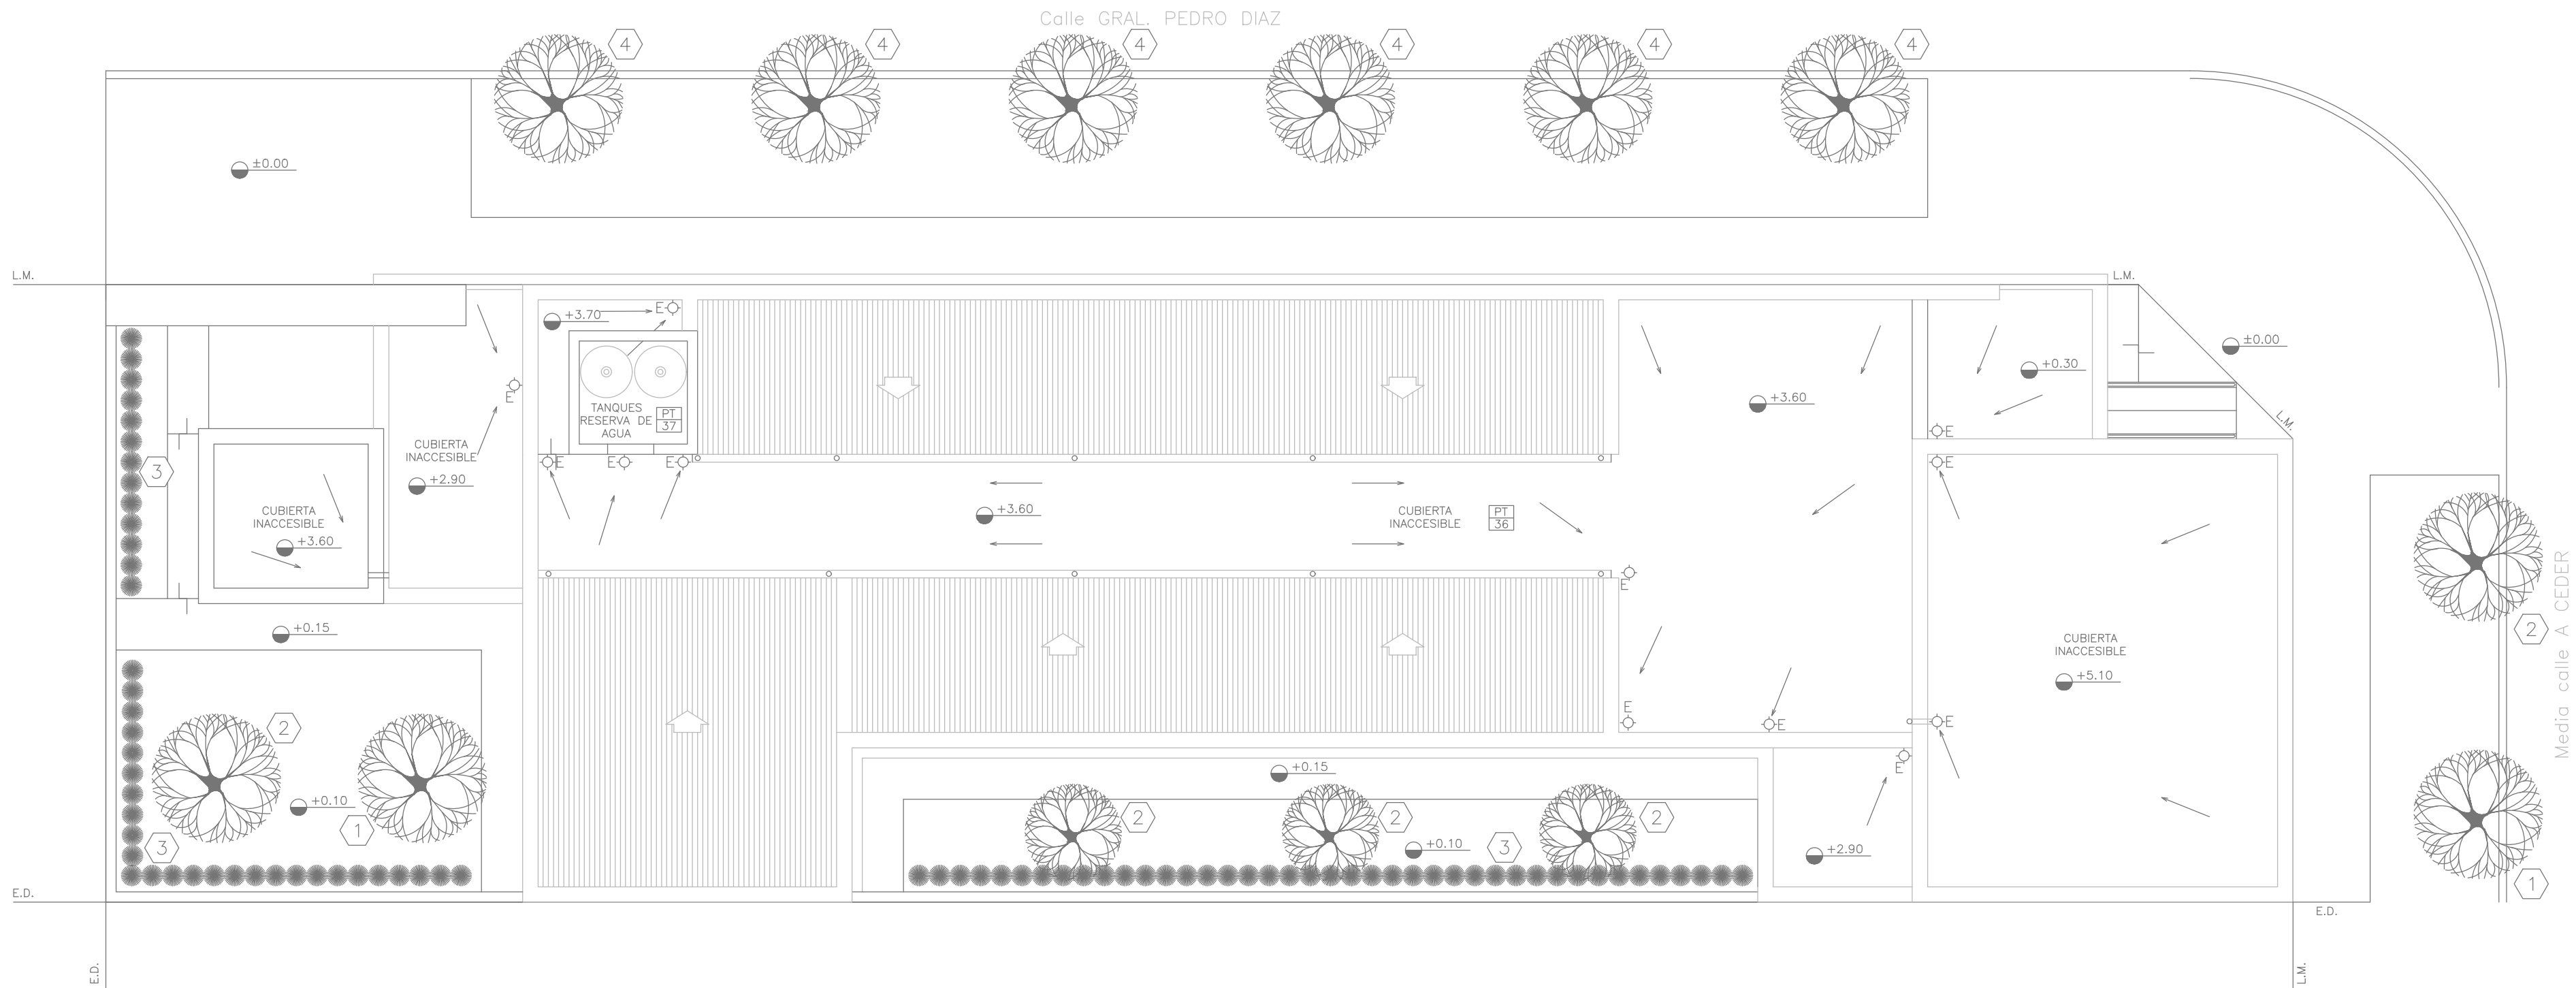 Calle GRAL. PEDRO DIAZ
4
4
4
4
4
4
±0.00
L.M.
L.M.
+3.70
E
±0.00
+0.30
E
TANQUES
RESERVA DE
AGUA
PT
37
+3.60
L.M.
CUBIERTA
INACCESIBLE
+2.90
E
3
E
E
E
E
CUBIERTA
INACCESIBLE
+3.60
+3.60
CUBIERTA
INACCESIBLE
PT
36
E
+0.15
2
Media calle A CEDER
CUBIERTA
INACCESIBLE
+5.10
E
E
E
2
+0.15
E
+0.10
1
3
2
2
2
+0.10
3
+2.90
1
E.D.
E.D.
E.D.
L.M.